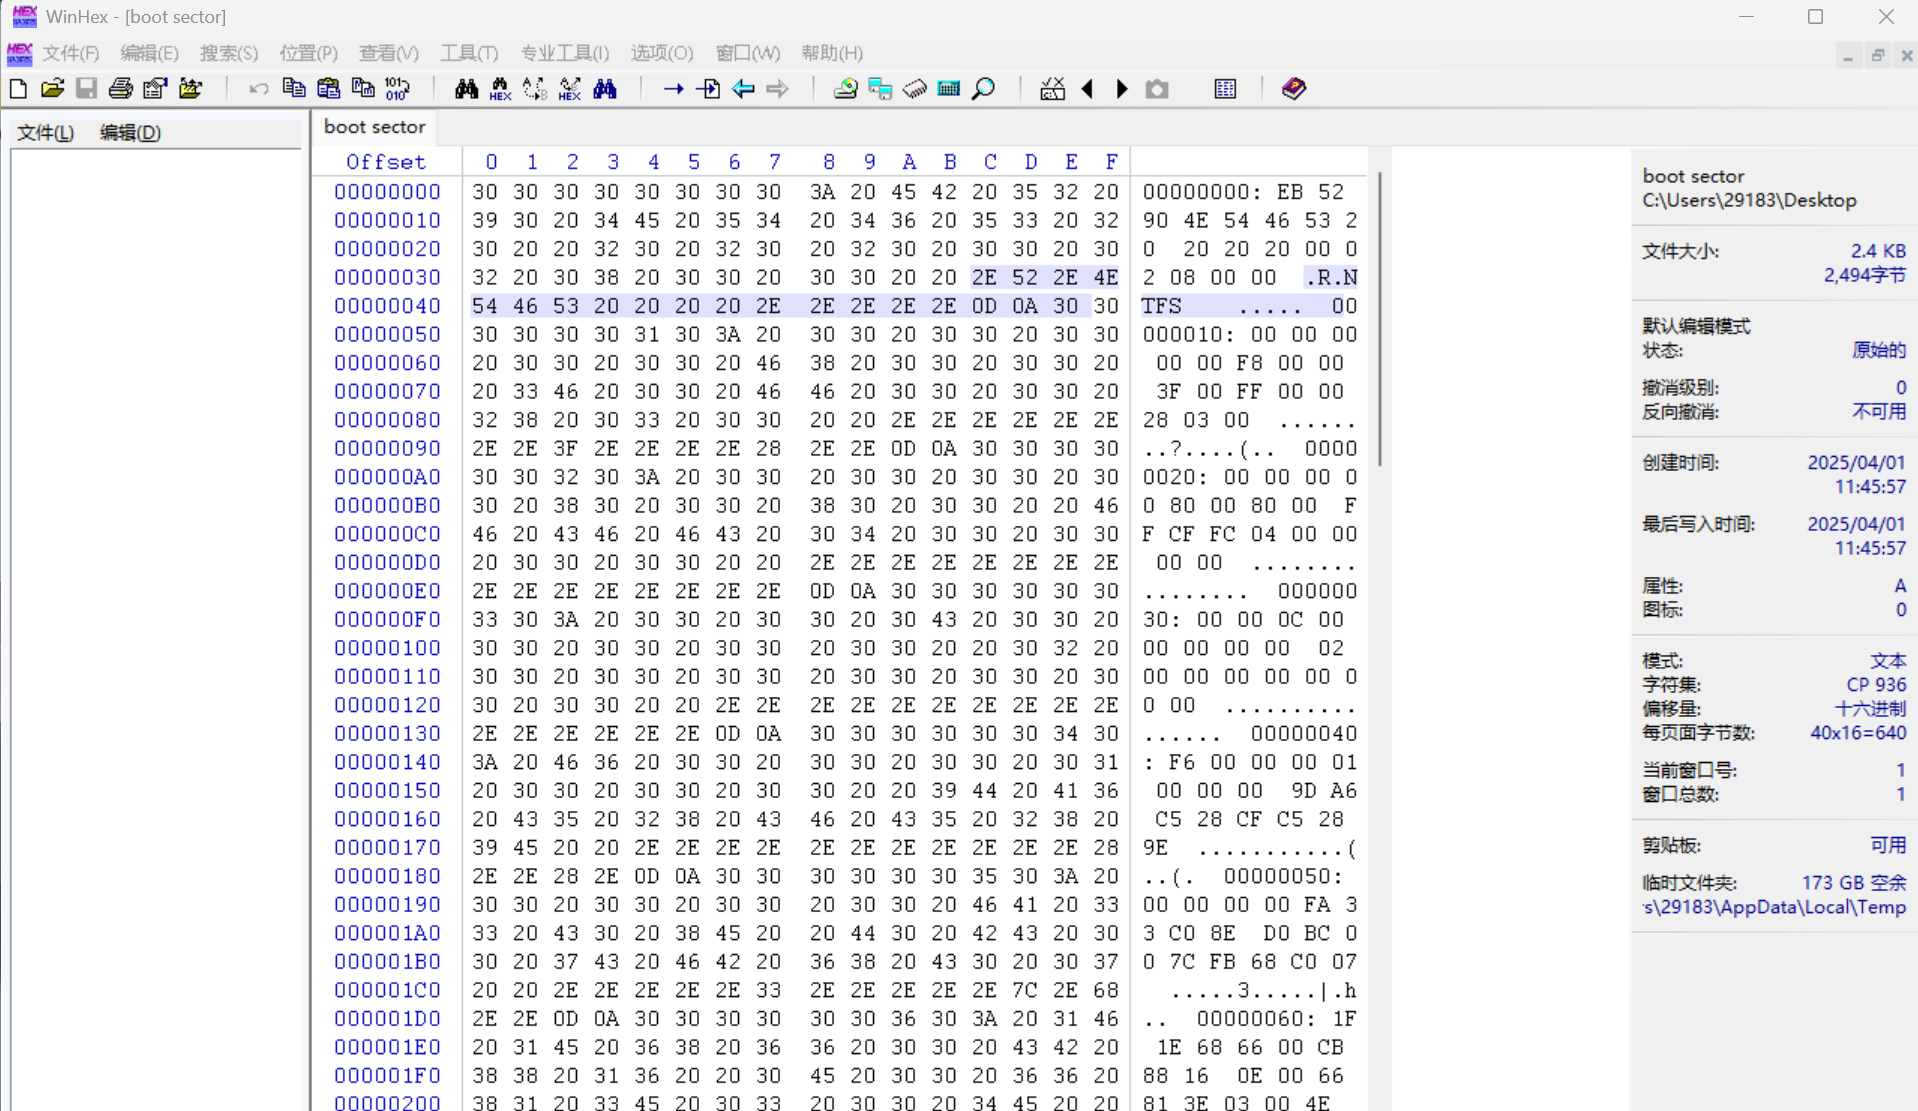 WinHex - [boot sector]
文件(F) 编辑(E) 搜索(S) 位置(P) 查看(V) 工具(T) 专业工具(I) 选项(O) 窗口(W) 帮助(H)
文件(L) 编辑(D)
boot sector
Offset 0 1 2 3 4 5 6 7 8 9 A B C D E F
00000000 30 30 30 30 30 30 30 30 3A 20 45 42 20 35 32 20 00000000: EB 52
00000010 39 30 20 34 45 20 35 34 20 34 36 20 35 33 20 32 90 4E 54 46 53 2
00000020 30 20 20 32 30 20 32 30 20 32 30 20 30 30 20 30 0  20 20 20 00 0
00000030 32 20 30 38 20 30 30 20 30 30 20 20 2E 52 2E 4E 2 08 00 00  .R.N
00000040 54 46 53 20 20 20 20 2E 2E 2E 2E 2E 0D 0A 30 30 TFS    .....  00
00000050 30 30 30 30 31 30 3A 20 30 30 20 30 30 20 30 30 000010: 00 00 00
00000060 20 30 30 20 30 30 20 46 38 20 30 30 20 30 30 20 00 00 F8 00 00
00000070 20 33 46 20 30 30 20 46 46 20 30 30 20 30 30 20 3F 00 FF 00 00
00000080 32 38 20 30 33 20 30 30 20 20 2E 2E 2E 2E 2E 2E 28 03 00  ......
00000090 2E 2E 3F 2E 2E 2E 2E 28 2E 2E 0D 0A 30 30 30 30 ..?....(..  0000
000000A0 30 30 32 30 3A 20 30 30 20 30 30 20 30 30 20 30 0020: 00 00 00 0
000000B0 30 20 38 30 20 30 30 20 38 30 20 30 30 20 20 46 0 80 00 80 00  F
000000C0 46 20 43 46 20 46 43 20 30 34 20 30 30 20 30 30 F CF FC 04 00 00
000000D0 20 30 30 20 30 30 20 20 2E 2E 2E 2E 2E 2E 2E 2E 00 00  ........
000000E0 2E 2E 2E 2E 2E 2E 2E 2E 0D 0A 30 30 30 30 30 30 ........  000000
000000F0 33 30 3A 20 30 30 20 30 30 20 30 43 20 30 30 20 30: 00 00 0C 00
00000100 30 30 20 30 30 20 30 30 20 30 30 20 20 30 32 20 00 00 00 00  02
00000110 30 30 20 30 30 20 30 30 20 30 30 20 30 30 20 30 00 00 00 00 00 0
00000120 30 20 30 30 20 20 2E 2E 2E 2E 2E 2E 2E 2E 2E 2E 0 00  ..........
00000130 2E 2E 2E 2E 2E 2E 0D 0A 30 30 30 30 30 30 34 30 ......  00000040
00000140 3A 20 46 36 20 30 30 20 30 30 20 30 30 20 30 31 : F6 00 00 00 01
00000150 20 30 30 20 30 30 20 30 30 20 20 39 44 20 41 36 00 00 00  9D A6
00000160 20 43 35 20 32 38 20 43 46 20 43 35 20 32 38 20 C5 28 CF C5 28
00000170 39 45 20 20 2E 2E 2E 2E 2E 2E 2E 2E 2E 2E 2E 28 9E  ...........(
00000180 2E 2E 28 2E 0D 0A 30 30 30 30 30 30 35 30 3A 20 ..(.  00000050:
00000190 30 30 20 30 30 20 30 30 20 30 30 20 46 41 20 33 00 00 00 00 FA 3
000001A0 33 20 43 30 20 38 45 20 20 44 30 20 42 43 20 30 3 C0 8E  D0 BC 0
000001B0 30 20 37 43 20 46 42 20 36 38 20 43 30 20 30 37 0 7C FB 68 C0 07
000001C0 20 20 2E 2E 2E 2E 2E 33 2E 2E 2E 2E 2E 7C 2E 68 .....3.....|.h
000001D0 2E 2E 0D 0A 30 30 30 30 30 30 36 30 3A 20 31 46 ..  00000060: 1F
000001E0 20 31 45 20 36 38 20 36 36 20 30 30 20 43 42 20 1E 68 66 00 CB
000001F0 38 38 20 31 36 20 20 30 45 20 30 30 20 36 36 20 88 16  0E 00 66
00000200 38 31 20 33 45 20 30 33 20 30 30 20 34 45 20 20 81 3E 03 00 4E
boot sector
C:\Users\29183\Desktop
文件大小: 2.4 KB
2,494字节
默认编辑模式
状态: 原始的
撤消级别: 0
反向撤消: 不可用
创建时间: 2025/04/01
11:45:57
最后写入时间: 2025/04/01
11:45:57
属性: A
图标: 0
模式: 文本
字符集: CP 936
偏移量: 十六进制
每页面字节数: 40x16=640
当前窗口号: 1
窗口总数: 1
剪贴板: 可用
临时文件夹: 173 GB 空余
s\29183\AppData\Local\Temp